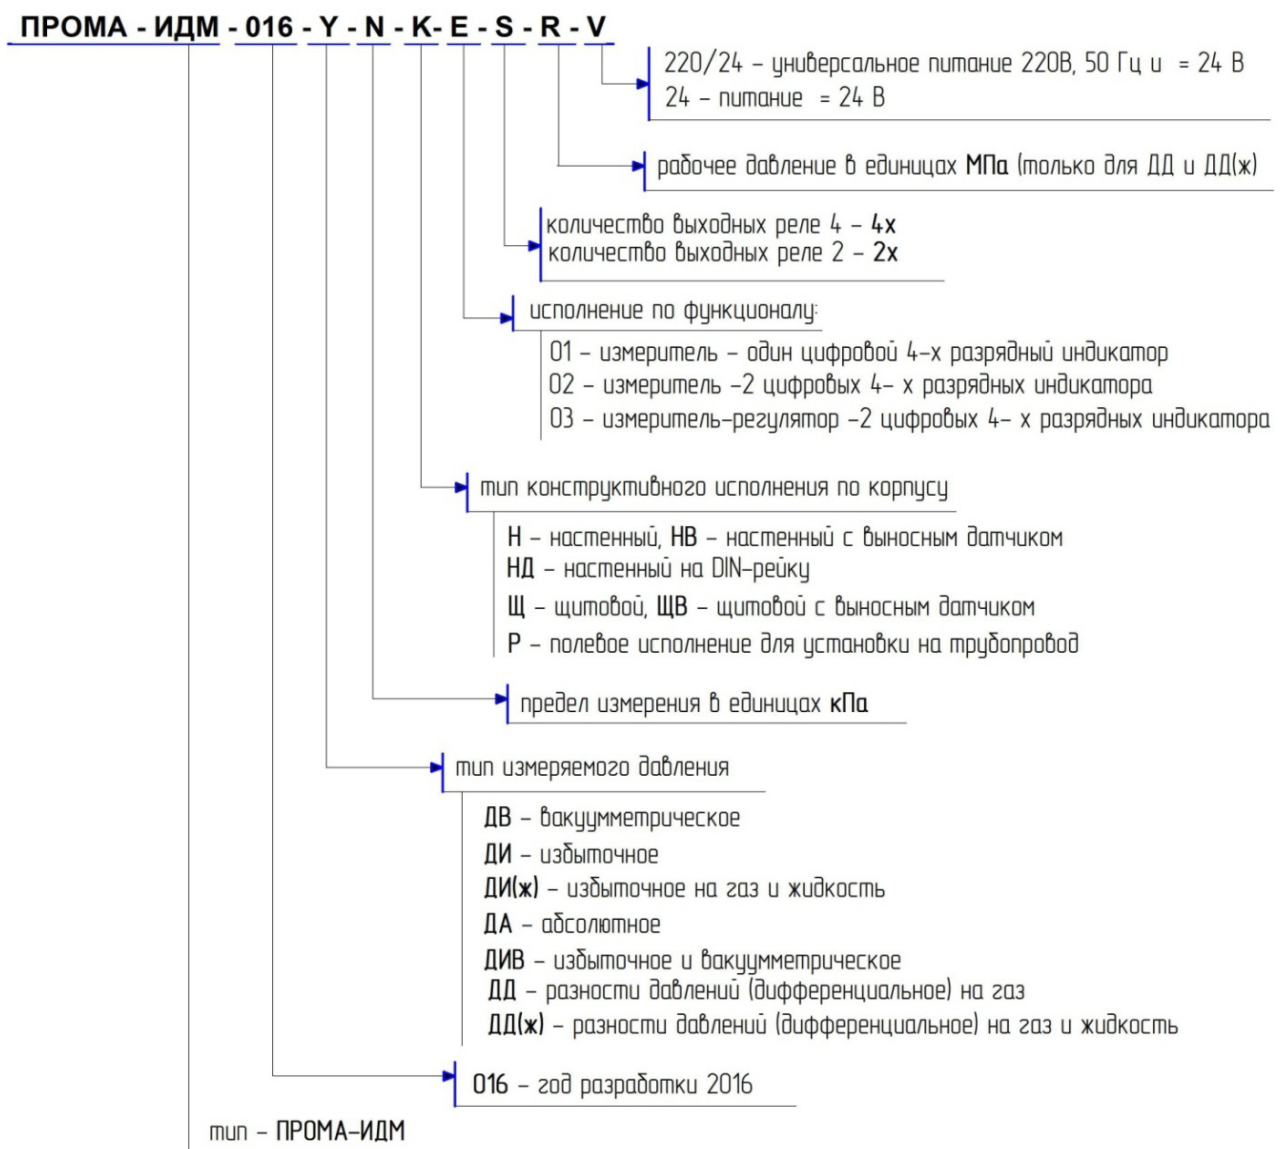 ПРОМА - ИДМ - 016 - Y - N - K- E - S - R - V
220/24 – универсальное питание 220В, 50 Гц и = 24 В
24 – питание = 24 В
рабочее давление в единицах МПа (только для ДД и ДД(ж)
количество выходных реле 4 – 4х
количество выходных реле 2 – 2х
исполнение по функционалу:
01 – измеритель – один цифровой 4-х разрядный индикатор
02 – измеритель –2 цифровых 4– х разрядных индикатора
03 – измеритель-регулятор –2 цифровых 4– х разрядных индикатора
тип конструктивного исполнения по корпусу
Н – настенный, НВ – настенный с выносным датчиком
НД – настенный на DIN-рейку
Щ – щитовой, ЩВ – щитовой с выносным датчиком
Р – полевое исполнение для установки на трубопровод
предел измерения в единицах кПа
тип измеряемого давления
ДВ – вакуумметрическое
ДИ – избыточное
ДИ(ж) – избыточное на газ и жидкость
ДА – абсолютное
ДИВ – избыточное и вакуумметрическое
ДД – разности давлений (дифференциальное) на газ
ДД(ж) – разности давлений (дифференциальное) на газ и жидкость
016 – год разработки 2016
тип – ПРОМА-ИДМ